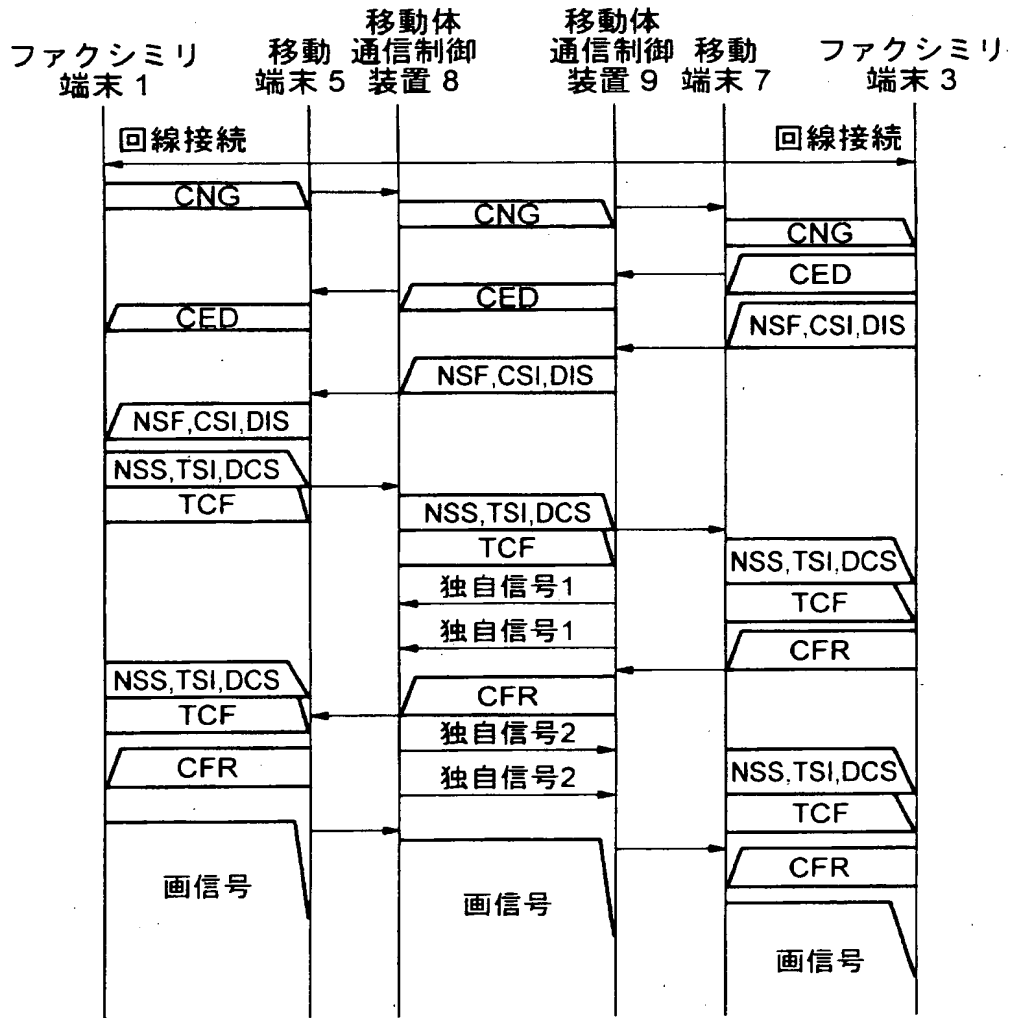 ファクシミリ
端末1
移動
端末5
移動体
通信制御
装置8
移動体
通信制御
装置9
移動
端末7
ファクシミリ
端末3
回線接続
回線接続
CNG
CNG
CNG
CED
CED
CED
NSF,CSI,DIS
NSF,CSI,DIS
NSF,CSI,DIS
NSS,TSI,DCS
TCF
NSS,TSI,DCS
TCF
NSS,TSI,DCS
TCF
独自信号1
独自信号1
CFR
NSS,TSI,DCS
TCF
CFR
CFR
独自信号2
独自信号2
NSS,TSI,DCS
TCF
CFR
画信号
画信号
画信号